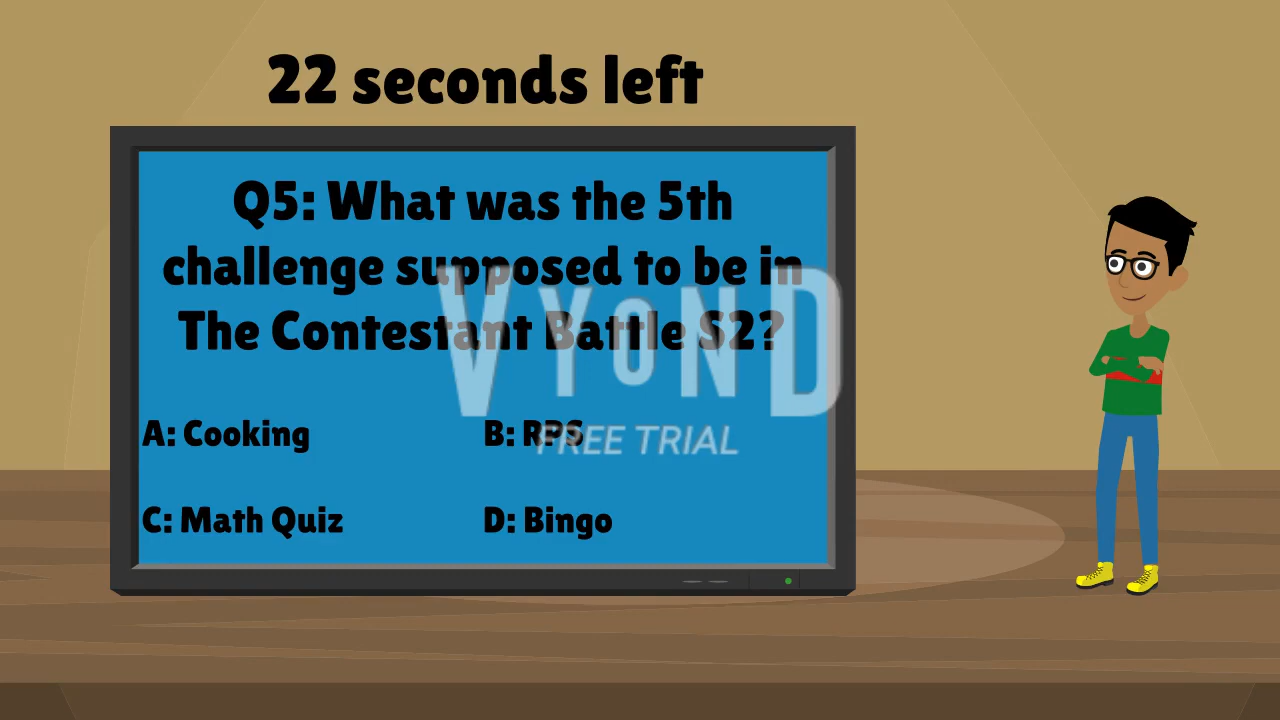 22 seconds left
Q5: What was the 5th
challenge supposed to be in
The Contestant Battle S2?
A: Cooking
B: RPS
C: Math Quiz
D: Bingo
VYOND
FREE TRIAL